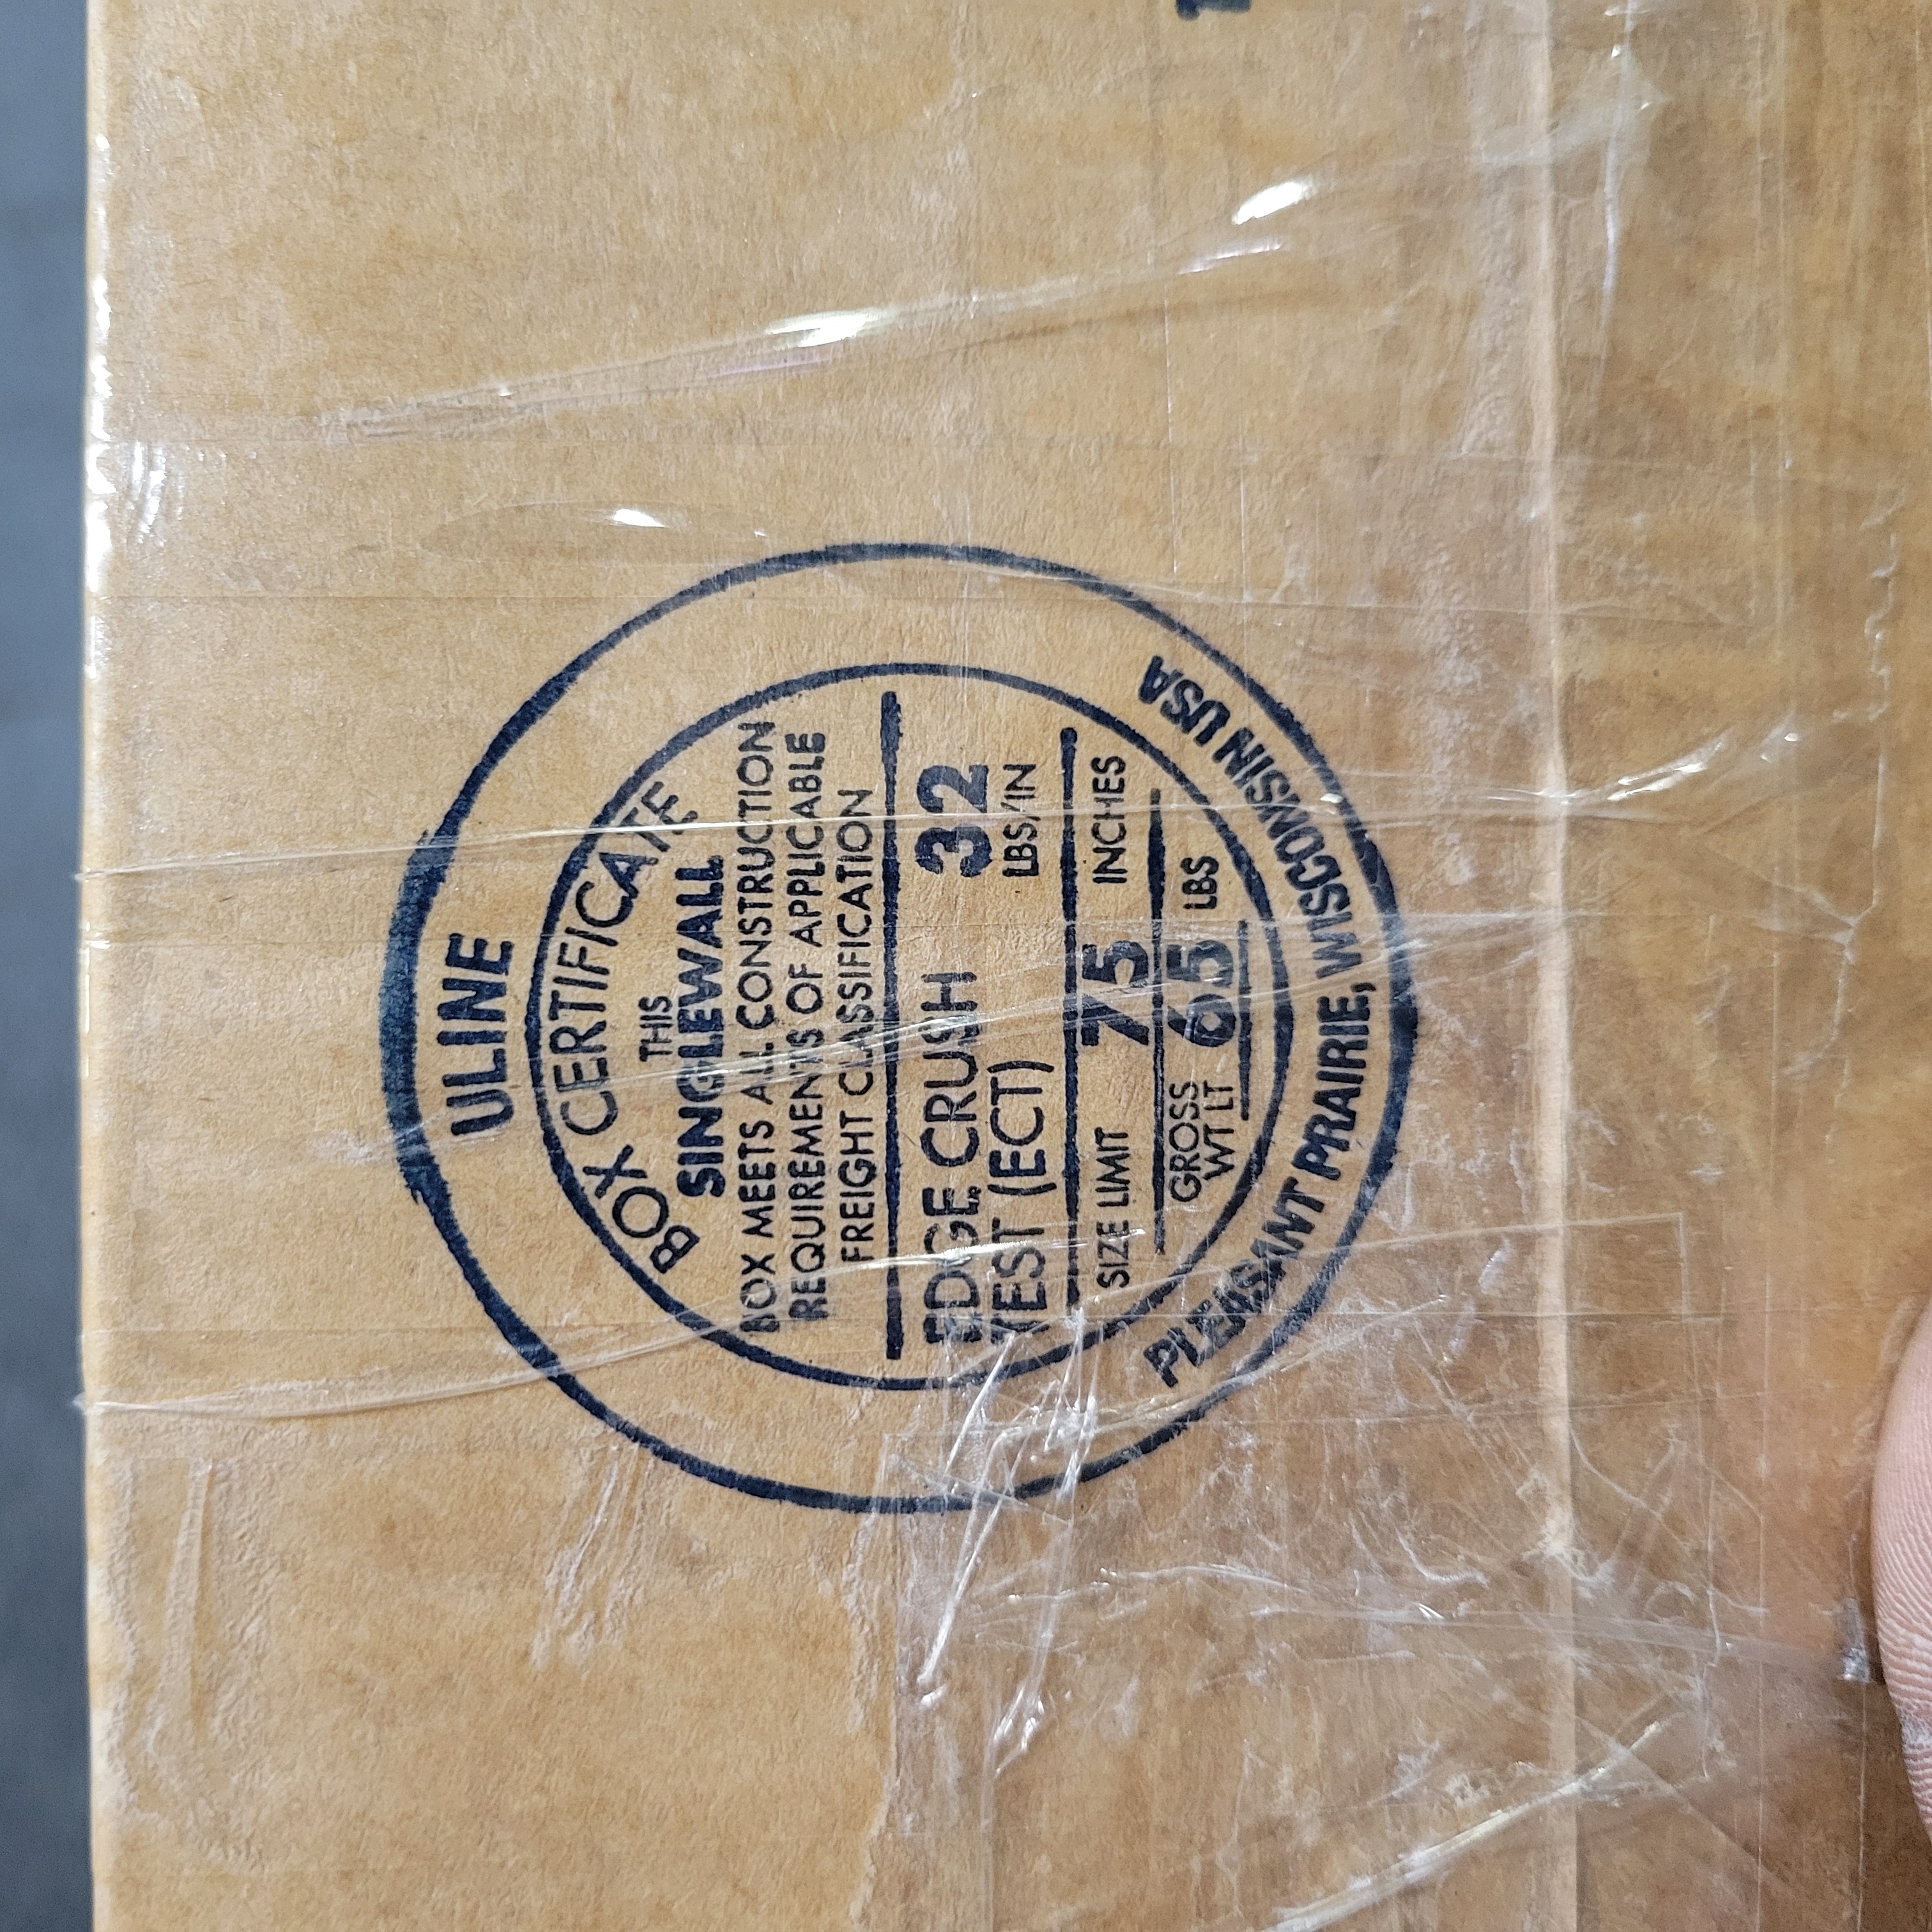 ULINE
BOX CERTIFICATE
THIS
SINGLEWALL
BOX MEETS ALL CONSTRUCTION
REQUIREMENTS OF APPLICABLE
FREIGHT CLASSIFICATION
EDGE CRUSH 32
TEST (ECT) LBS/IN
SIZE LIMIT 75 INCHES
GROSS 65 LBS
WT LT
PLEASANT PRAIRIE, WISCONSIN USA